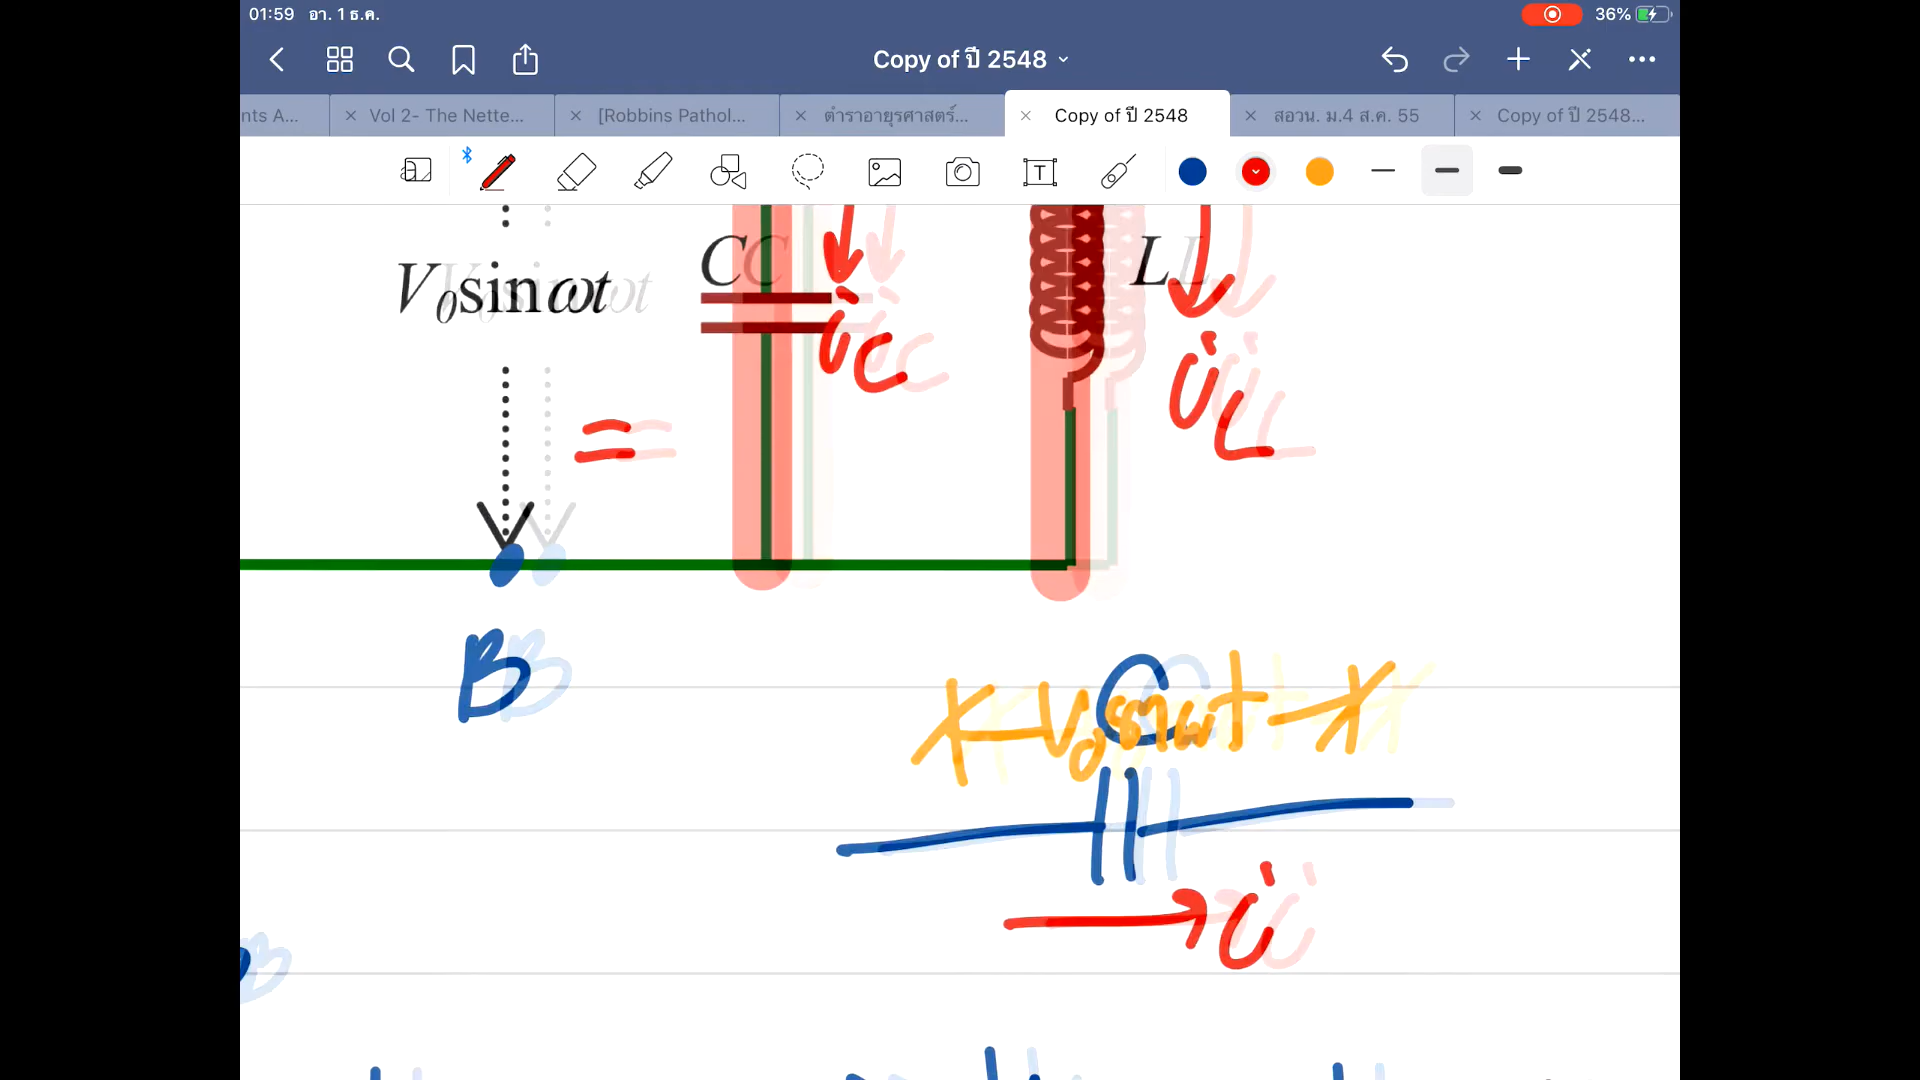 01:59 อา. 1 ธ.ค. 36%
Copy of ปี 2548
nts A... Vol 2- The Nette... [Robbins Pathol... ตำราอายุรศาสตร์... Copy of ปี 2548 สอวน. ม.4 ส.ค. 55 Copy of ปี 2548...
T
C L
V₀sinωt
i_C i_L
=
B
C
V₀sinωt
i
B